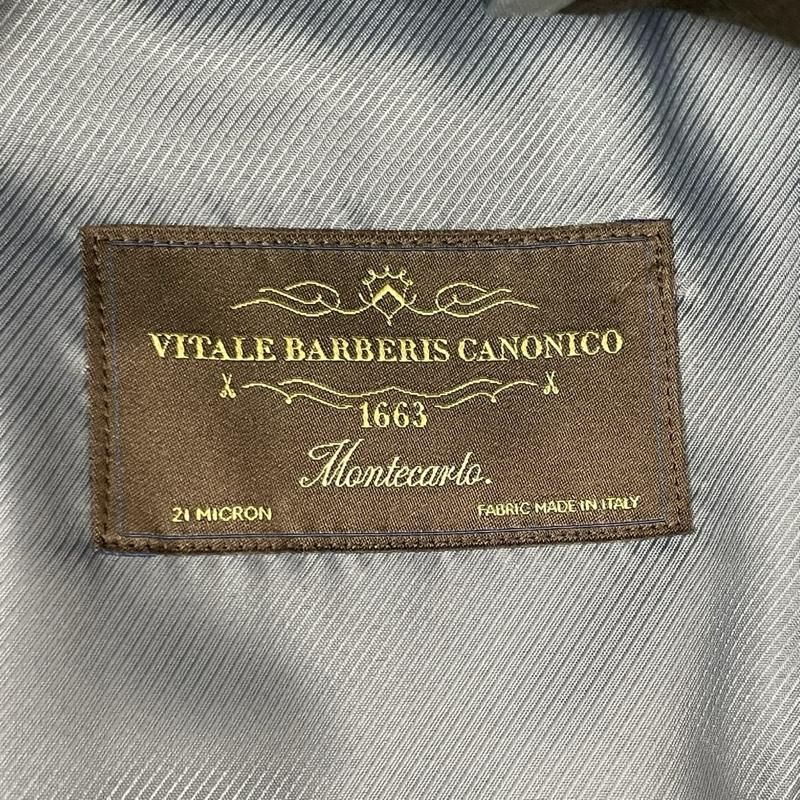 VITALE BARBERIS CANONICO
1663
Montecarlo.
21 MICRON
FABRIC MADE IN ITALY